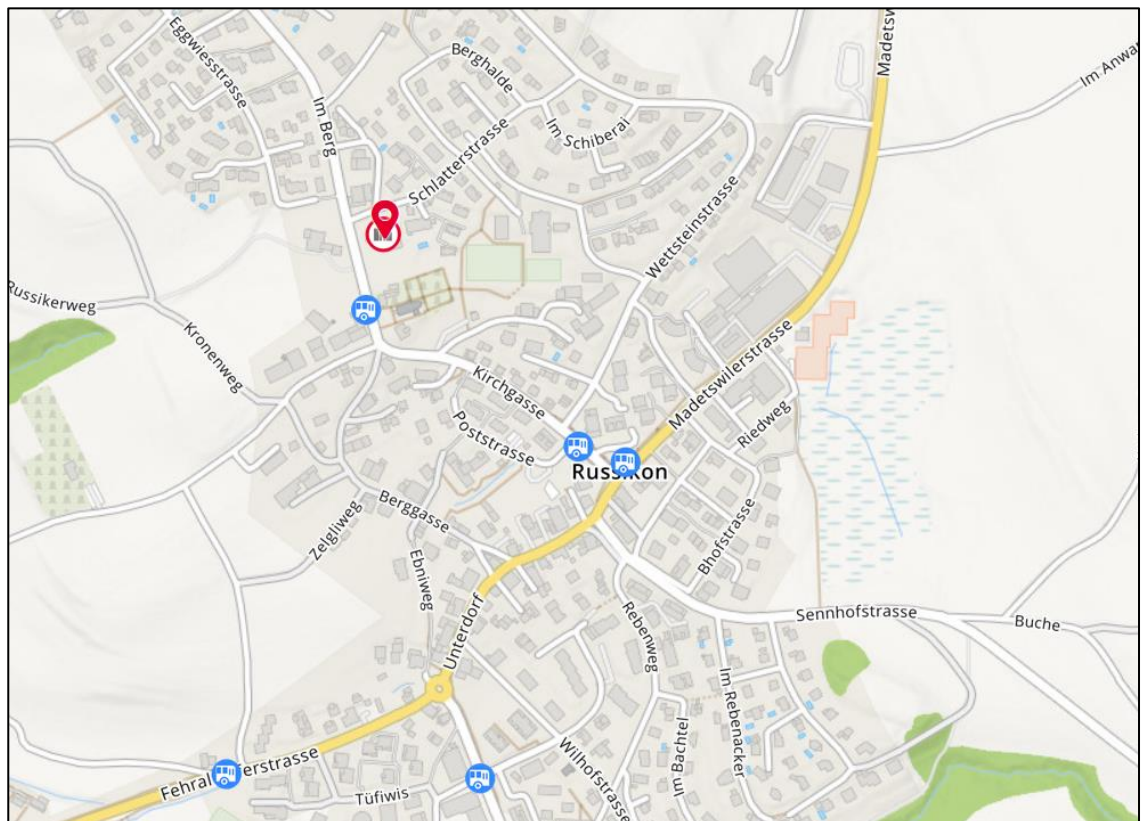 Eggwiesstrasse
Im Berg
Berghalde
Im Schiberai
Schlatterstrasse
Madetsw
Im Anwa
Wettsteinstrasse
Russikerweg
Kronenweg
Kirchgasse
Poststrasse
Madetswilerstrasse
Riedweg
Russikon
Berggasse
Zelgliweg
Ebniweg
Bhofstrasse
Unterdorf
Rebenweg
Sennhofstrasse
Buche
Im Rebenacker
Im Bachtel
Wilhofstrasse
Tüfiwis